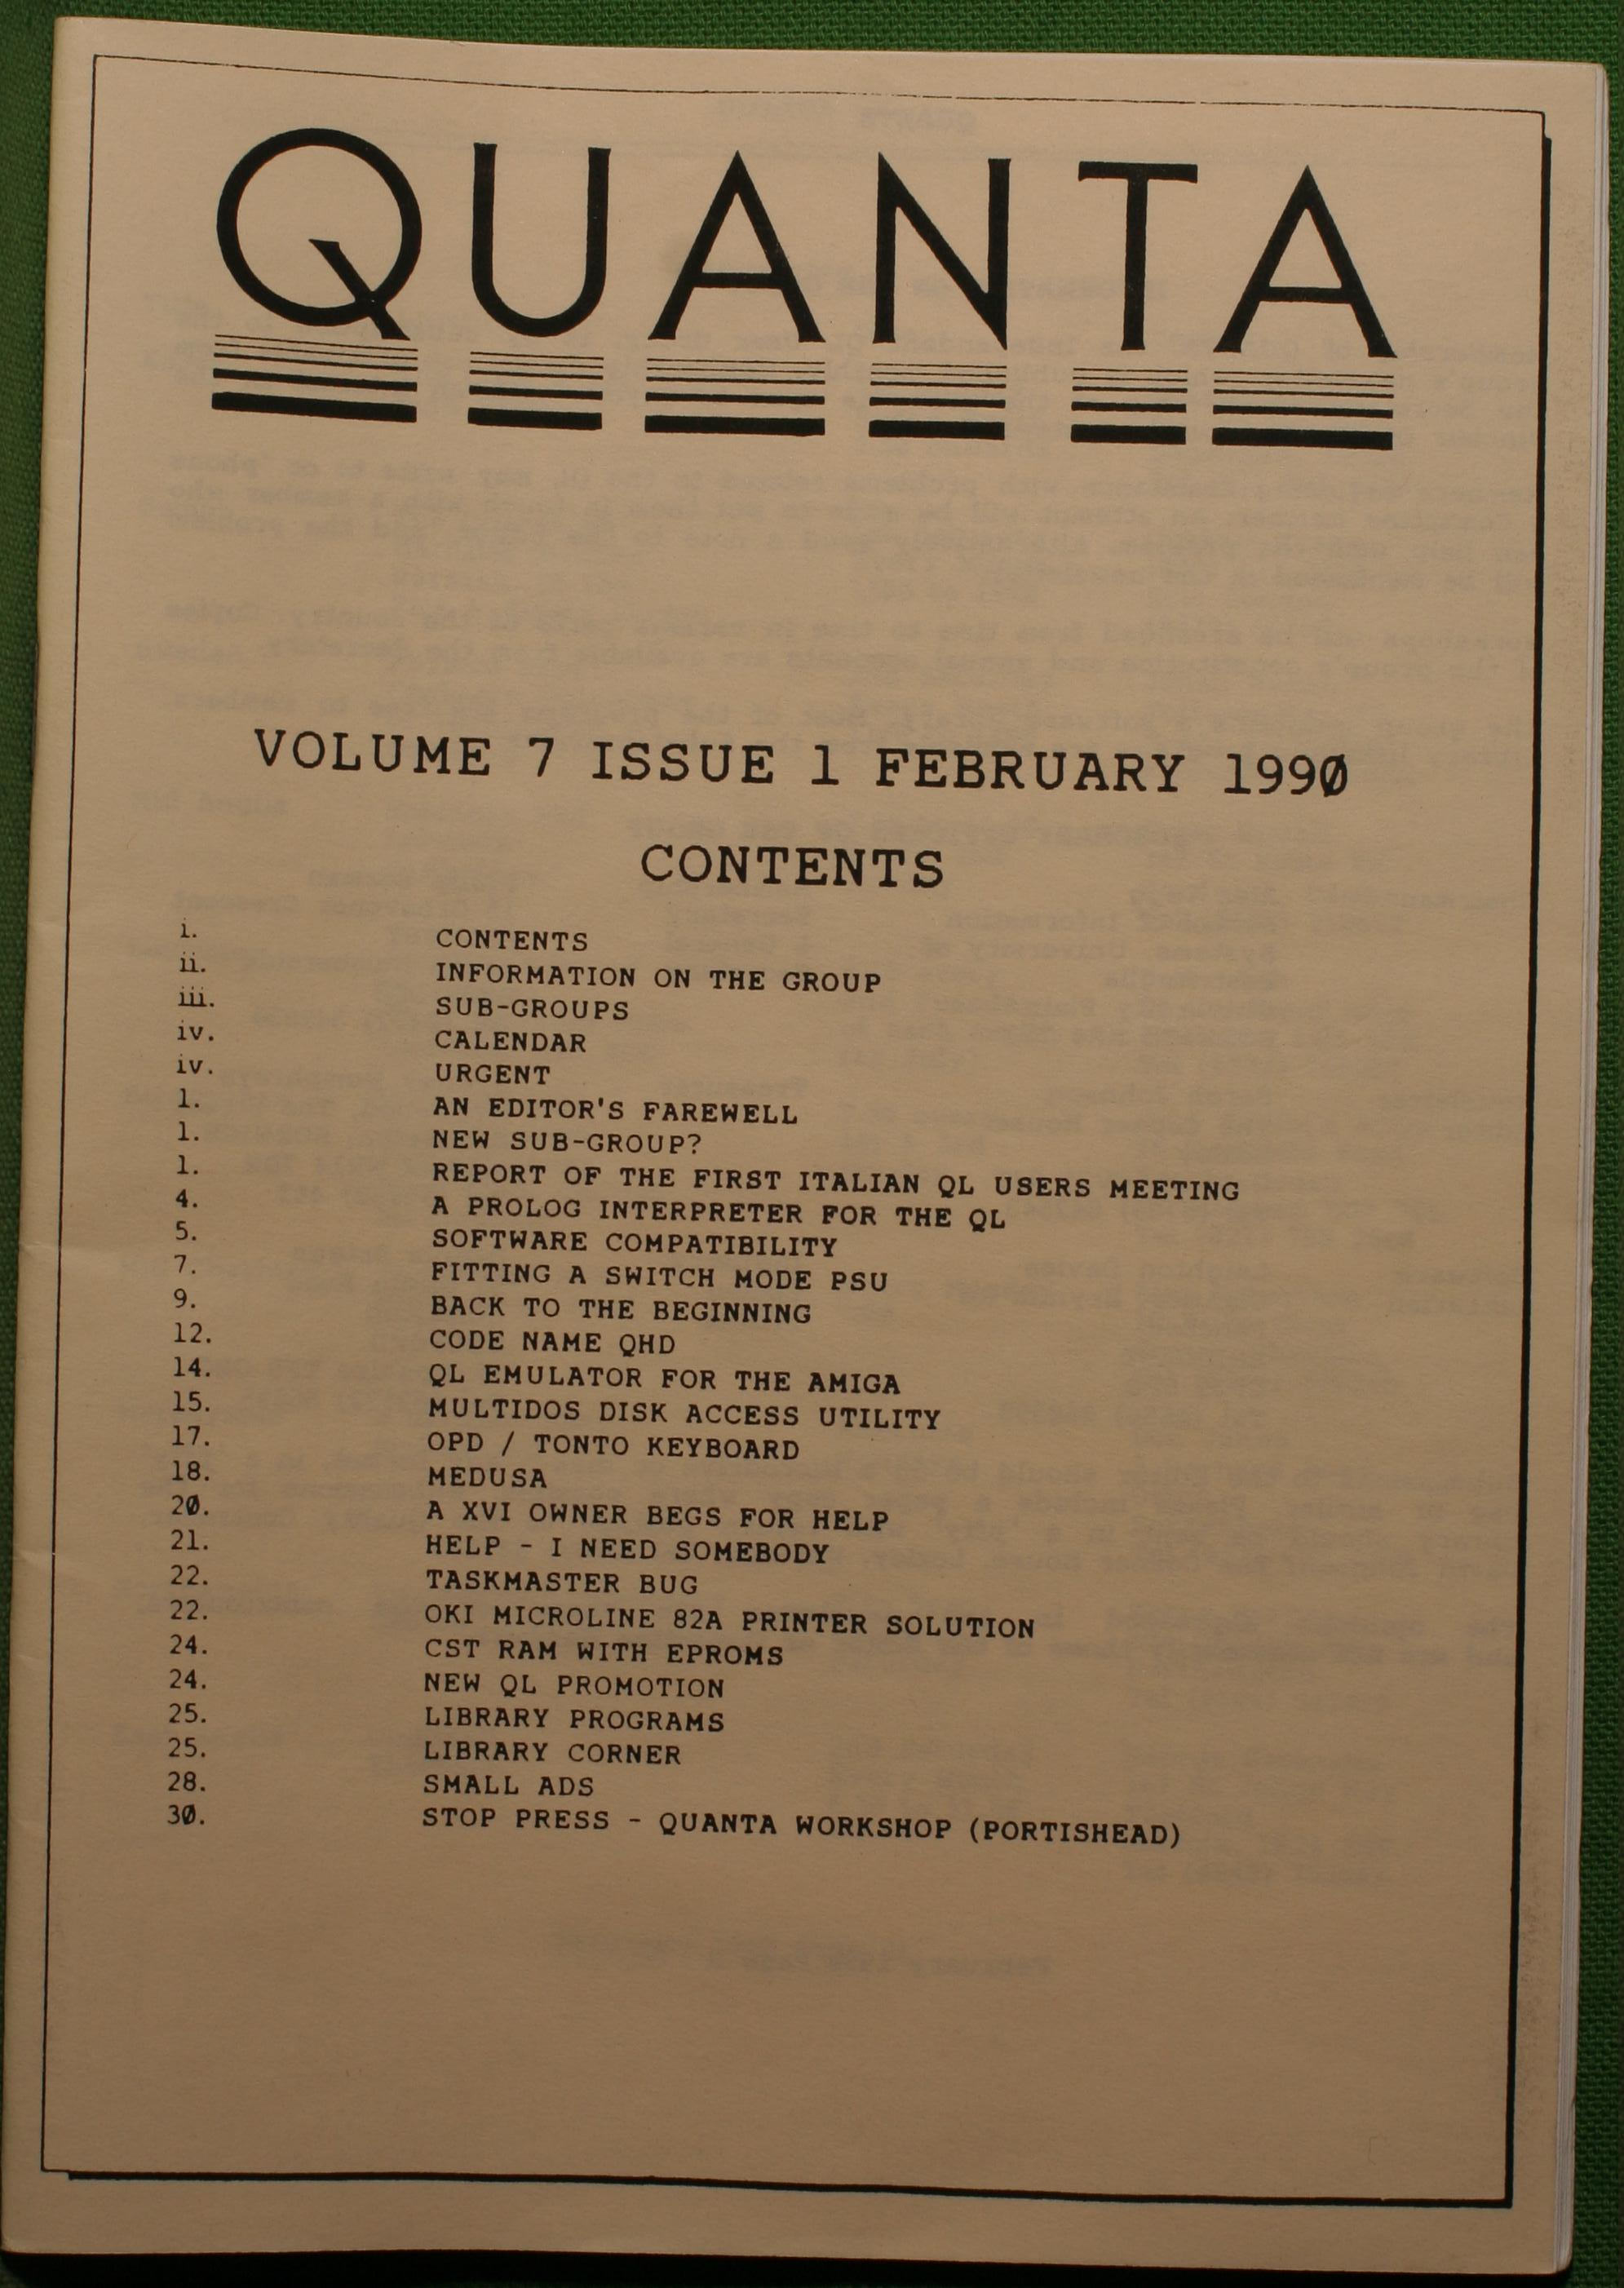 QUANTA
VOLUME 7 ISSUE 1 FEBRUARY 1990
CONTENTS
i. CONTENTS
ii. INFORMATION ON THE GROUP
iii. SUB-GROUPS
iv. CALENDAR
iv. URGENT
1. AN EDITOR'S FAREWELL
1. NEW SUB-GROUP?
1. REPORT OF THE FIRST ITALIAN QL USERS MEETING
4. A PROLOG INTERPRETER FOR THE QL
5. SOFTWARE COMPATIBILITY
7. FITTING A SWITCH MODE PSU
9. BACK TO THE BEGINNING
12. CODE NAME QHD
14. QL EMULATOR FOR THE AMIGA
15. MULTIDOS DISK ACCESS UTILITY
17. OPD / TONTO KEYBOARD
18. MEDUSA
20. A XVI OWNER BEGS FOR HELP
21. HELP - I NEED SOMEBODY
22. TASKMASTER BUG
22. OKI MICROLINE 82A PRINTER SOLUTION
24. CST RAM WITH EPROMS
24. NEW QL PROMOTION
25. LIBRARY PROGRAMS
25. LIBRARY CORNER
28. SMALL ADS
30. STOP PRESS - QUANTA WORKSHOP (PORTISHEAD)